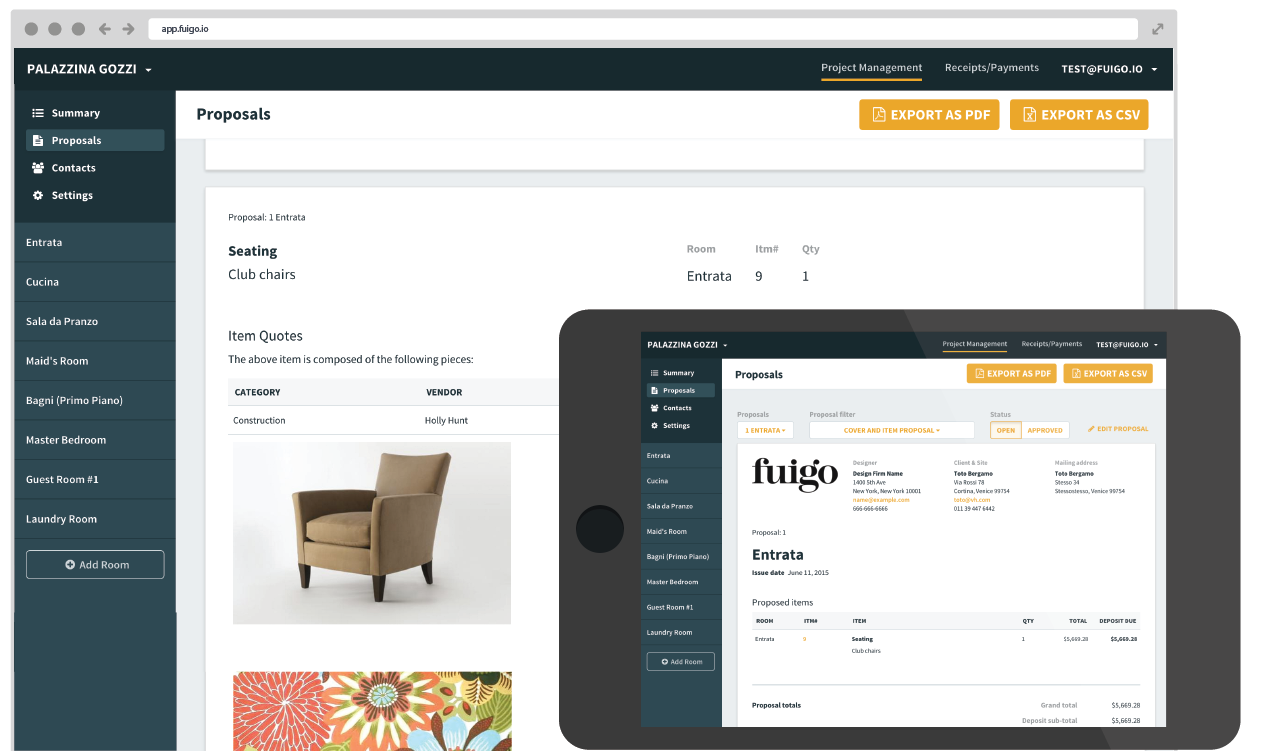 app.fuigo.io
PALAZZINA GOZZI
Project Management Receipts/Payments TEST@FUIGO.IO
Summary
Proposals
Contacts
Settings
Entrata
Cucina
Sala da Pranzo
Maid's Room
Bagni (Primo Piano)
Master Bedroom
Guest Room #1
Laundry Room
Add Room
Proposals
EXPORT AS PDF EXPORT AS CSV
Proposal: 1 Entrata
Seating
Club chairs
Room Itm# Qty
Entrata 9 1
Item Quotes
The above item is composed of the following pieces:
CATEGORY VENDOR
Construction Holly Hunt
PALAZZINA GOZZI
Project Management Receipts/Payments TEST@FUIGO.IO
Summary
Proposals
Contacts
Settings
Entrata
Cucina
Sala da Pranzo
Maid's Room
Bagni (Primo Piano)
Master Bedroom
Guest Room #1
Laundry Room
Add Room
Proposals
EXPORT AS PDF EXPORT AS CSV
Proposals Proposal filter Status
1 ENTRATA COVER AND ITEM PROPOSAL OPEN APPROVED EDIT PROPOSAL
fuigo
Designer
Design Firm Name
1400 5th Ave
New York, New York 10001
name@example.com
666-666-6666
Client & Site
Toto Bergamo
Via Rossi 78
Cortina, Venice 99754
toto@vh.com
011 39 447 6442
Mailing address
Toto Bergamo
Stesso 34
Stessostesso, Venice 99754
Proposal: 1
Entrata
Issue date June 11, 2015
Proposed items
ROOM ITM# ITEM QTY TOTAL DEPOSIT DUE
Entrata 9 Seating 1 $5,669.28 $5,669.28
Club chairs
Proposal totals
Grand total $5,669.28
Deposit sub-total $5,669.28